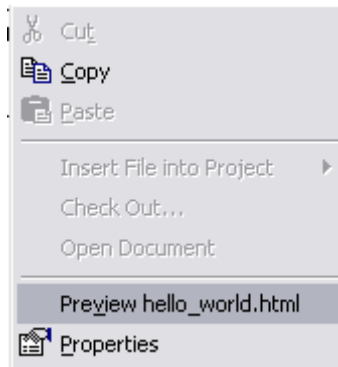 Cut
Copy
Paste
Insert File into Project
Check Out...
Open Document
Preview hello_world.html
Properties